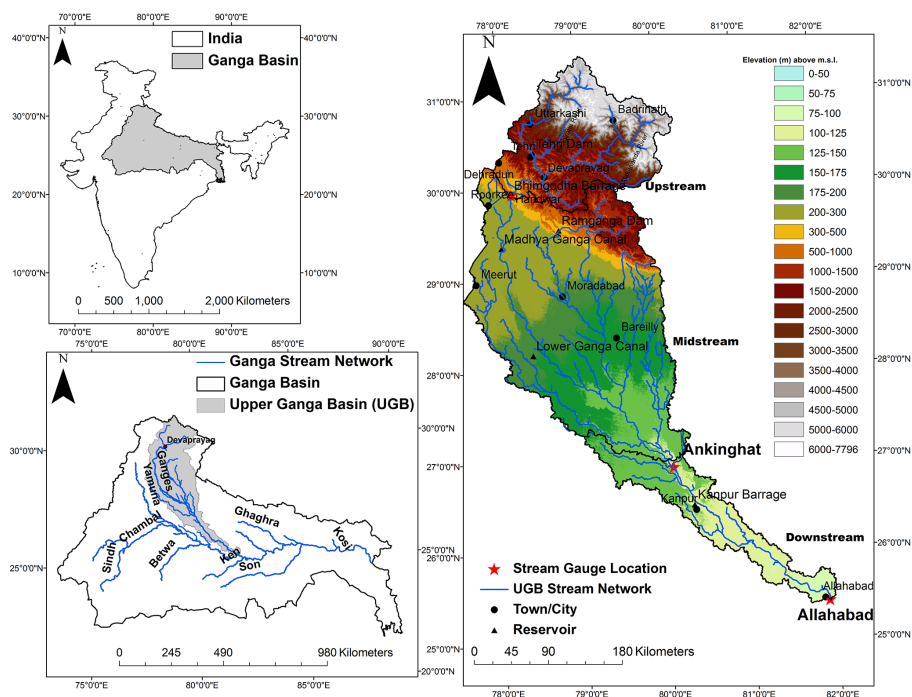 70°0'0"E 80°0'0"E 90°0'0"E
N
40°0'0"N 40°0'0"N
India
Ganga Basin
30°0'0"N 30°0'0"N
20°0'0"N 20°0'0"N
10°0'0"N 10°0'0"N
0 500 1,000 2,000 Kilometers
70°0'0"E 80°0'0"E 90°0'0"E
75°0'0"E 80°0'0"E 85°0'0"E 90°0'0"E
N
Ganga Stream Network
Ganga Basin
Upper Ganga Basin (UGB)
30°0'0"N 30°0'0"N
Devaprayag
Ganges
Yamuna
Chambal
Sindh
Betwa
Ken
Son
Ghaghra
Kosi
25°0'0"N 25°0'0"N
20°0'0"N
0 245 490 980 Kilometers
75°0'0"E 80°0'0"E 85°0'0"E
78°0'0"E 79°0'0"E 80°0'0"E 81°0'0"E 82°0'0"E
N
Elevation (m) above m.s.l.
0-50
50-75
75-100
100-125
125-150
150-175
175-200
200-300
300-500
500-1000
1000-1500
1500-2000
2000-2500
2500-3000
3000-3500
3500-4000
4000-4500
4500-5000
5000-6000
6000-7796
31°0'0"N 31°0'0"N
Uttarkashi
Badrinath
Tehri
Tehri Dam
Devaprayag
Dehradun
Bhimgodha Barrage
Upstream
30°0'0"N 30°0'0"N
Roorkee
Haridwar
Ramganga Dam
Madhya Ganga Canal
29°0'0"N 29°0'0"N
Meerut
Moradabad
Bareilly
Midstream
Lower Ganga Canal
28°0'0"N 28°0'0"N
27°0'0"N 27°0'0"N
Ankinghat
Kanpur
Kanpur Barrage
Downstream
26°0'0"N 26°0'0"N
Allahabad
Allahabad
25°0'0"N
Stream Gauge Location
UGB Stream Network
Town/City
Reservoir
0 45 90 180 Kilometers
78°0'0"E 79°0'0"E 80°0'0"E 81°0'0"E